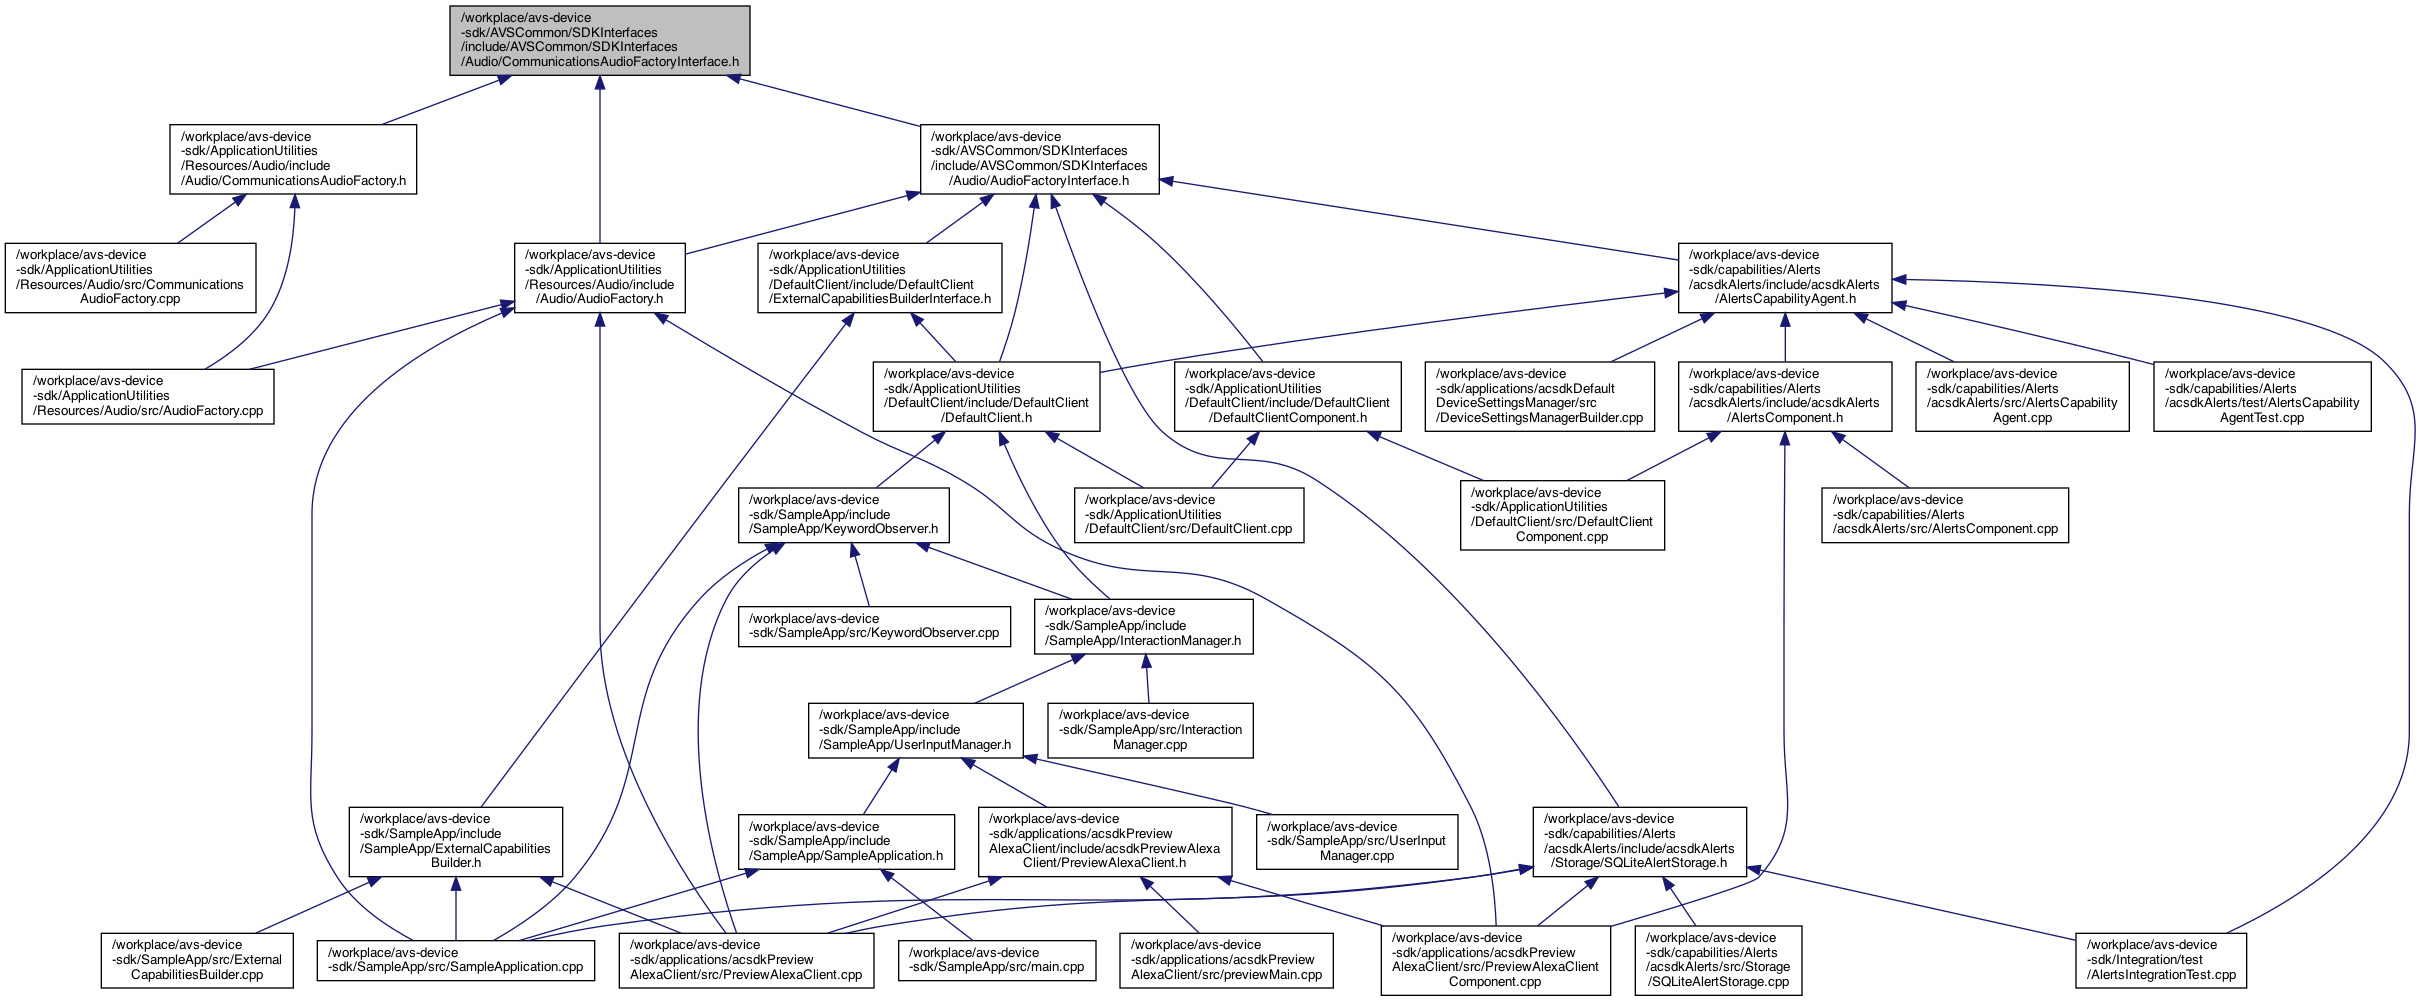 /workplace/avs-device
-sdk/AVSCommon/SDKInterfaces
/include/AVSCommon/SDKInterfaces
/Audio/CommunicationsAudioFactoryInterface.h
/workplace/avs-device
-sdk/ApplicationUtilities
/Resources/Audio/include
/Audio/CommunicationsAudioFactory.h
/workplace/avs-device
-sdk/AVSCommon/SDKInterfaces
/include/AVSCommon/SDKInterfaces
/Audio/AudioFactoryInterface.h
/workplace/avs-device
-sdk/ApplicationUtilities
/Resources/Audio/src/Communications
AudioFactory.cpp
/workplace/avs-device
-sdk/ApplicationUtilities
/Resources/Audio/include
/Audio/AudioFactory.h
/workplace/avs-device
-sdk/ApplicationUtilities
/DefaultClient/include/DefaultClient
/ExternalCapabilitiesBuilderInterface.h
/workplace/avs-device
-sdk/capabilities/Alerts
/acsdkAlerts/include/acsdkAlerts
/AlertsCapabilityAgent.h
/workplace/avs-device
-sdk/ApplicationUtilities
/Resources/Audio/src/AudioFactory.cpp
/workplace/avs-device
-sdk/ApplicationUtilities
/DefaultClient/include/DefaultClient
/DefaultClient.h
/workplace/avs-device
-sdk/ApplicationUtilities
/DefaultClient/include/DefaultClient
/DefaultClientComponent.h
/workplace/avs-device
-sdk/applications/acsdkDefault
DeviceSettingsManager/src
/DeviceSettingsManagerBuilder.cpp
/workplace/avs-device
-sdk/capabilities/Alerts
/acsdkAlerts/include/acsdkAlerts
/AlertsComponent.h
/workplace/avs-device
-sdk/capabilities/Alerts
/acsdkAlerts/src/AlertsCapability
Agent.cpp
/workplace/avs-device
-sdk/capabilities/Alerts
/acsdkAlerts/test/AlertsCapability
AgentTest.cpp
/workplace/avs-device
-sdk/SampleApp/include
/SampleApp/KeywordObserver.h
/workplace/avs-device
-sdk/ApplicationUtilities
/DefaultClient/src/DefaultClient.cpp
/workplace/avs-device
-sdk/ApplicationUtilities
/DefaultClient/src/DefaultClient
Component.cpp
/workplace/avs-device
-sdk/capabilities/Alerts
/acsdkAlerts/src/AlertsComponent.cpp
/workplace/avs-device
-sdk/SampleApp/src/KeywordObserver.cpp
/workplace/avs-device
-sdk/SampleApp/include
/SampleApp/InteractionManager.h
/workplace/avs-device
-sdk/SampleApp/include
/SampleApp/UserInputManager.h
/workplace/avs-device
-sdk/SampleApp/src/Interaction
Manager.cpp
/workplace/avs-device
-sdk/SampleApp/include
/SampleApp/ExternalCapabilities
Builder.h
/workplace/avs-device
-sdk/SampleApp/include
/SampleApp/SampleApplication.h
/workplace/avs-device
-sdk/applications/acsdkPreview
AlexaClient/include/acsdkPreviewAlexa
Client/PreviewAlexaClient.h
/workplace/avs-device
-sdk/SampleApp/src/UserInput
Manager.cpp
/workplace/avs-device
-sdk/capabilities/Alerts
/acsdkAlerts/include/acsdkAlerts
/Storage/SQLiteAlertStorage.h
/workplace/avs-device
-sdk/SampleApp/src/External
CapabilitiesBuilder.cpp
/workplace/avs-device
-sdk/SampleApp/src/SampleApplication.cpp
/workplace/avs-device
-sdk/applications/acsdkPreview
AlexaClient/src/PreviewAlexaClient.cpp
/workplace/avs-device
-sdk/SampleApp/src/main.cpp
/workplace/avs-device
-sdk/applications/acsdkPreview
AlexaClient/src/previewMain.cpp
/workplace/avs-device
-sdk/applications/acsdkPreview
AlexaClient/src/PreviewAlexaClient
Component.cpp
/workplace/avs-device
-sdk/capabilities/Alerts
/acsdkAlerts/src/Storage
/SQLiteAlertStorage.cpp
/workplace/avs-device
-sdk/Integration/test
/AlertsIntegrationTest.cpp